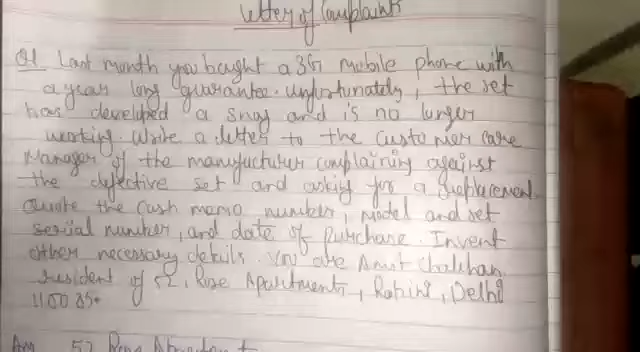 Letter of Complaints
Q1 Last month you bought a 3G mobile phone with
a year long guarantee. Unfortunately, the set
has developed a snag and is no longer
working. Write a letter to the Customer care
Manager of the manufacturer complaining against
the defective set and asking for a replacement.
Quote the cash memo number, model and set
serial number, and date of purchase. Invent
other necessary details. You are Amit Chauhan,
resident of 52, Rose Apartments, Rohini, Delhi
110085.
Ans 52 Rose Apartment